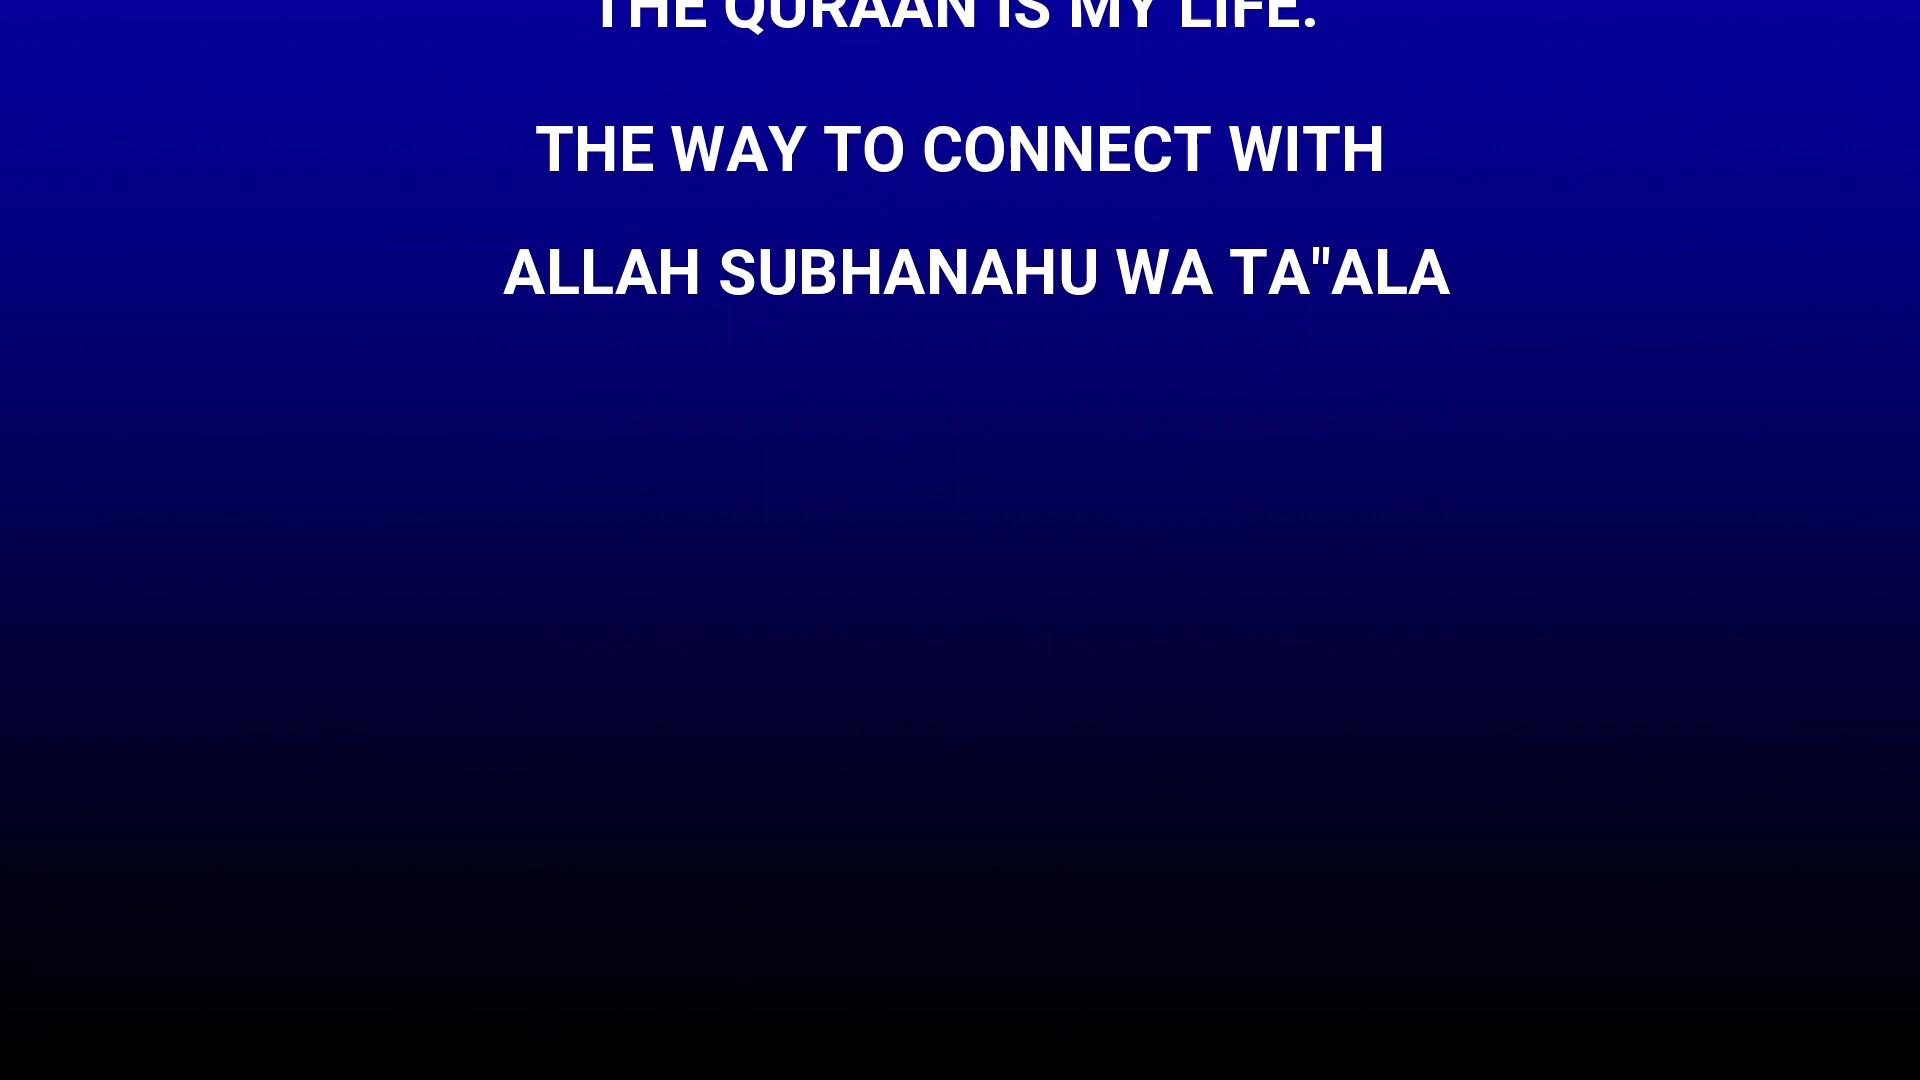 THE QURAAN IS MY LIFE.
THE WAY TO CONNECT WITH
ALLAH SUBHANAHU WA TA"ALA